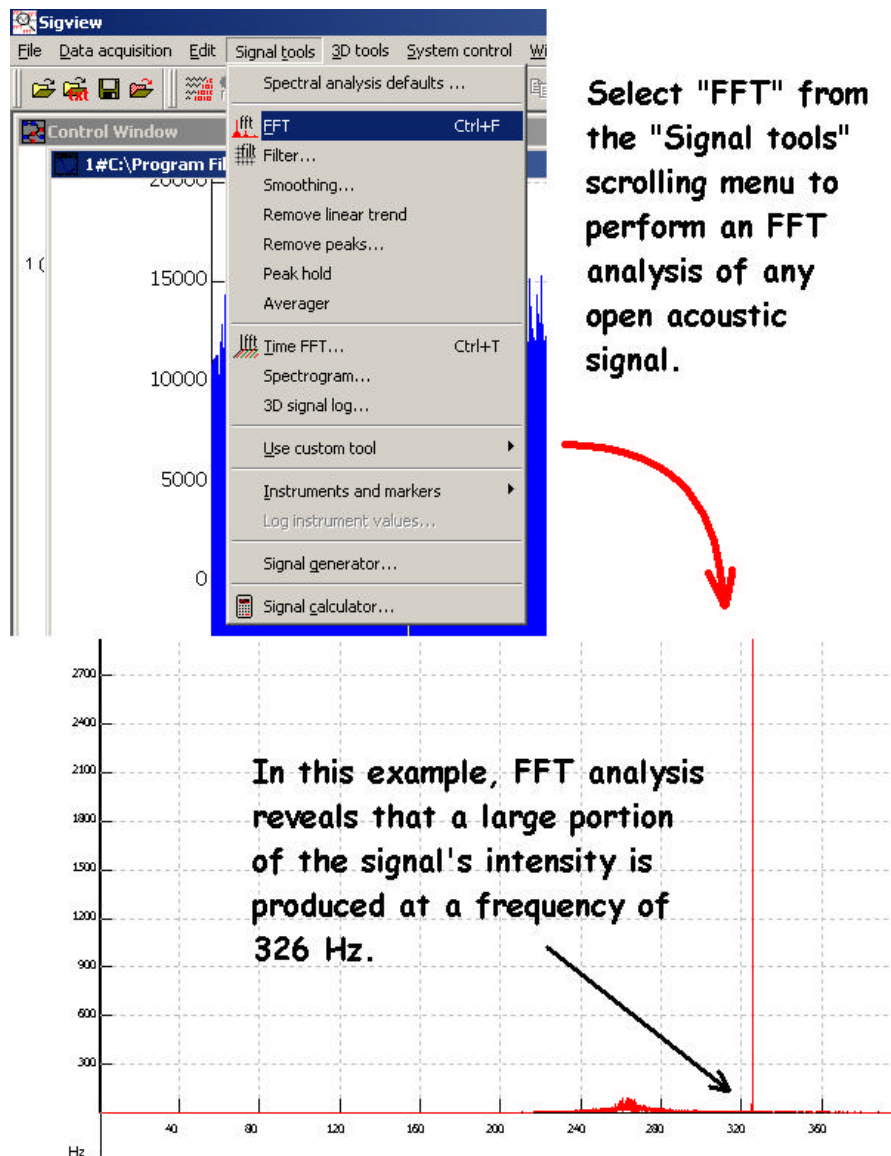 Sigview
File Data acquisition Edit Signal tools 3D tools System control Wi
Control Window
1#C:\Program Fil
1 (
20000
15000
10000
5000
0
Spectral analysis defaults ...
FFT Ctrl+F
Filter...
Smoothing...
Remove linear trend
Remove peaks...
Peak hold
Averager
Time FFT... Ctrl+T
Spectrogram...
3D signal log...
Use custom tool
Instruments and markers
Log instrument values...
Signal generator...
Signal calculator...
Select "FFT" from
the "Signal tools"
scrolling menu to
perform an FFT
analysis of any
open acoustic
signal.
2700
2400
2100
1800
1500
1200
900
600
300
In this example, FFT analysis
reveals that a large portion
of the signal's intensity is
produced at a frequency of
326 Hz.
40 80 120 160 200 240 280 320 360
Hz